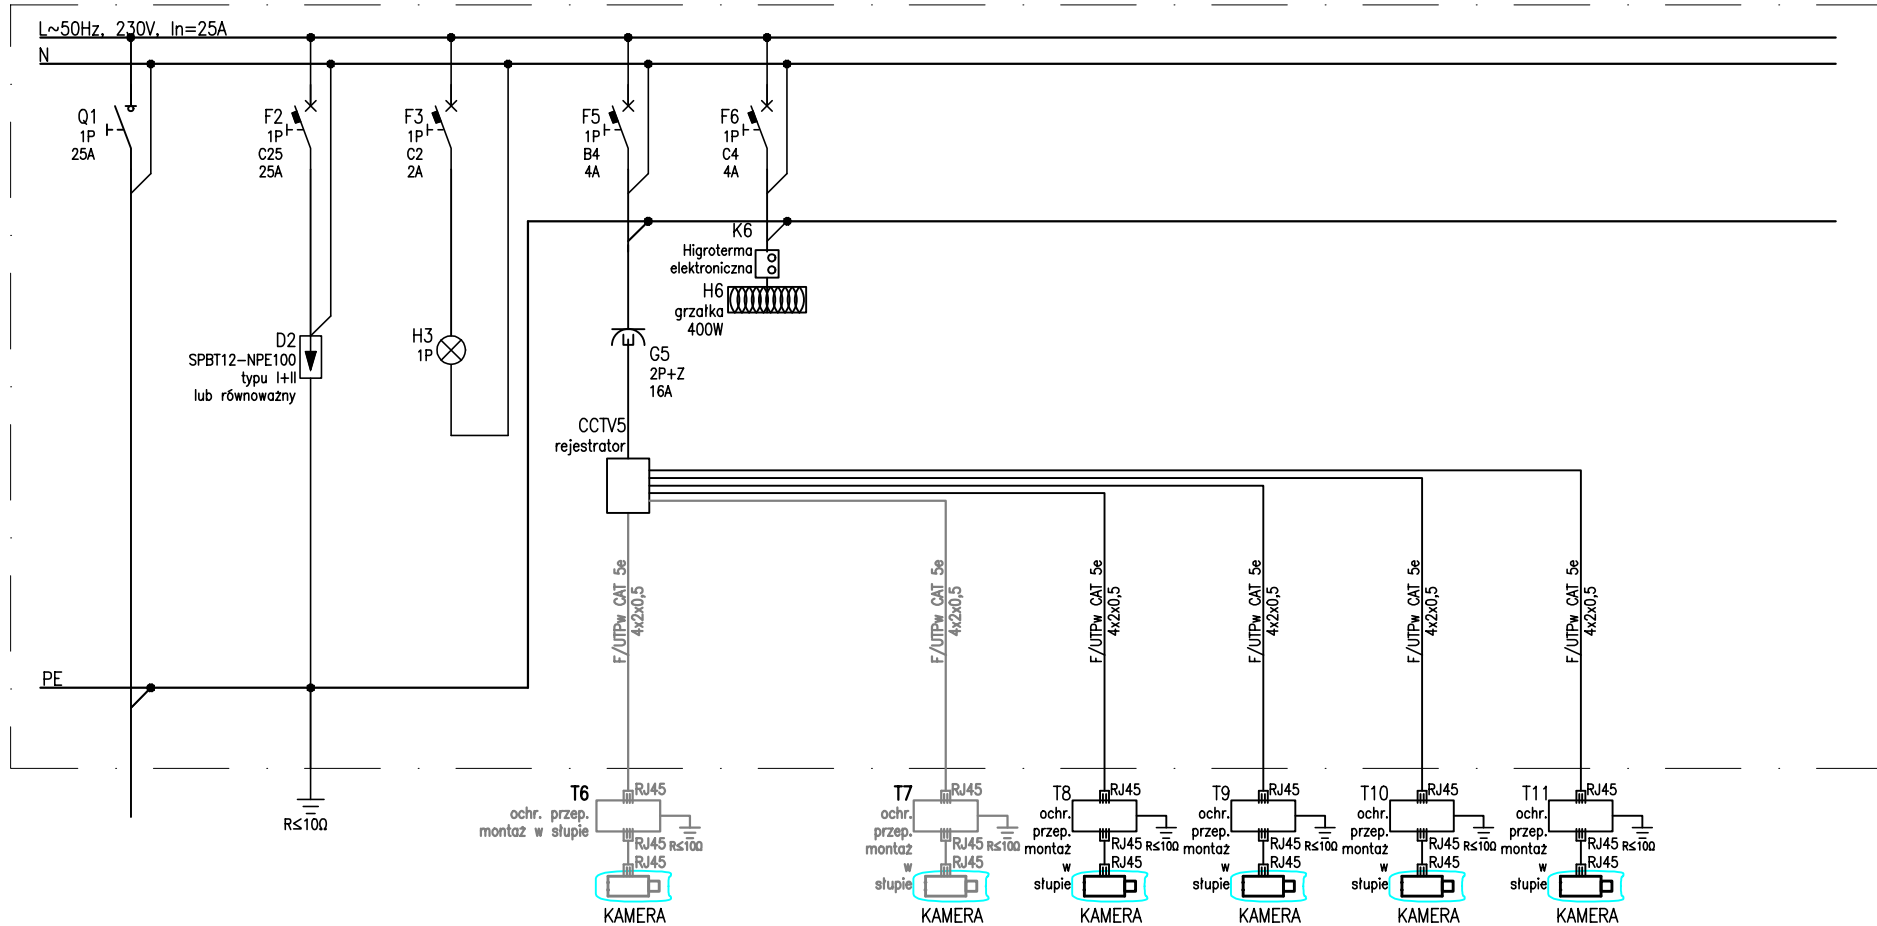 L~50Hz, 230V, In=25A
N
Q1
1P
25A
F2
1P
C25
25A
F3
1P
C2
2A
F5
1P
B4
4A
F6
1P
C4
4A
K6
Higroterma
elektroniczna
H6
grzałka
400W
D2
SPBT12-NPE100
typu I+II
lub równoważny
H3
1P
G5
2P+Z
16A
CCTV5
rejestrator
F/UTPw CAT 5e
4x2x0,5
F/UTPw CAT 5e
4x2x0,5
F/UTPw CAT 5e
4x2x0,5
F/UTPw CAT 5e
4x2x0,5
F/UTPw CAT 5e
4x2x0,5
F/UTPw CAT 5e
4x2x0,5
PE
R≤10Ω
T6
RJ45
ochr. przep.
montaż w słupie
RJ45
R≤10Ω
RJ45
KAMERA
T7
RJ45
ochr.
przep.
montaż
w
słupie
RJ45
R≤10Ω
RJ45
KAMERA
T8
RJ45
ochr.
przep.
montaż
w
słupie
RJ45
R≤10Ω
RJ45
KAMERA
T9
RJ45
ochr.
przep.
montaż
w
słupie
RJ45
R≤10Ω
RJ45
KAMERA
T10
RJ45
ochr.
przep.
montaż
w
słupie
RJ45
R≤10Ω
RJ45
KAMERA
T11
RJ45
ochr.
przep.
montaż
w
słupie
RJ45
R≤10Ω
RJ45
KAMERA